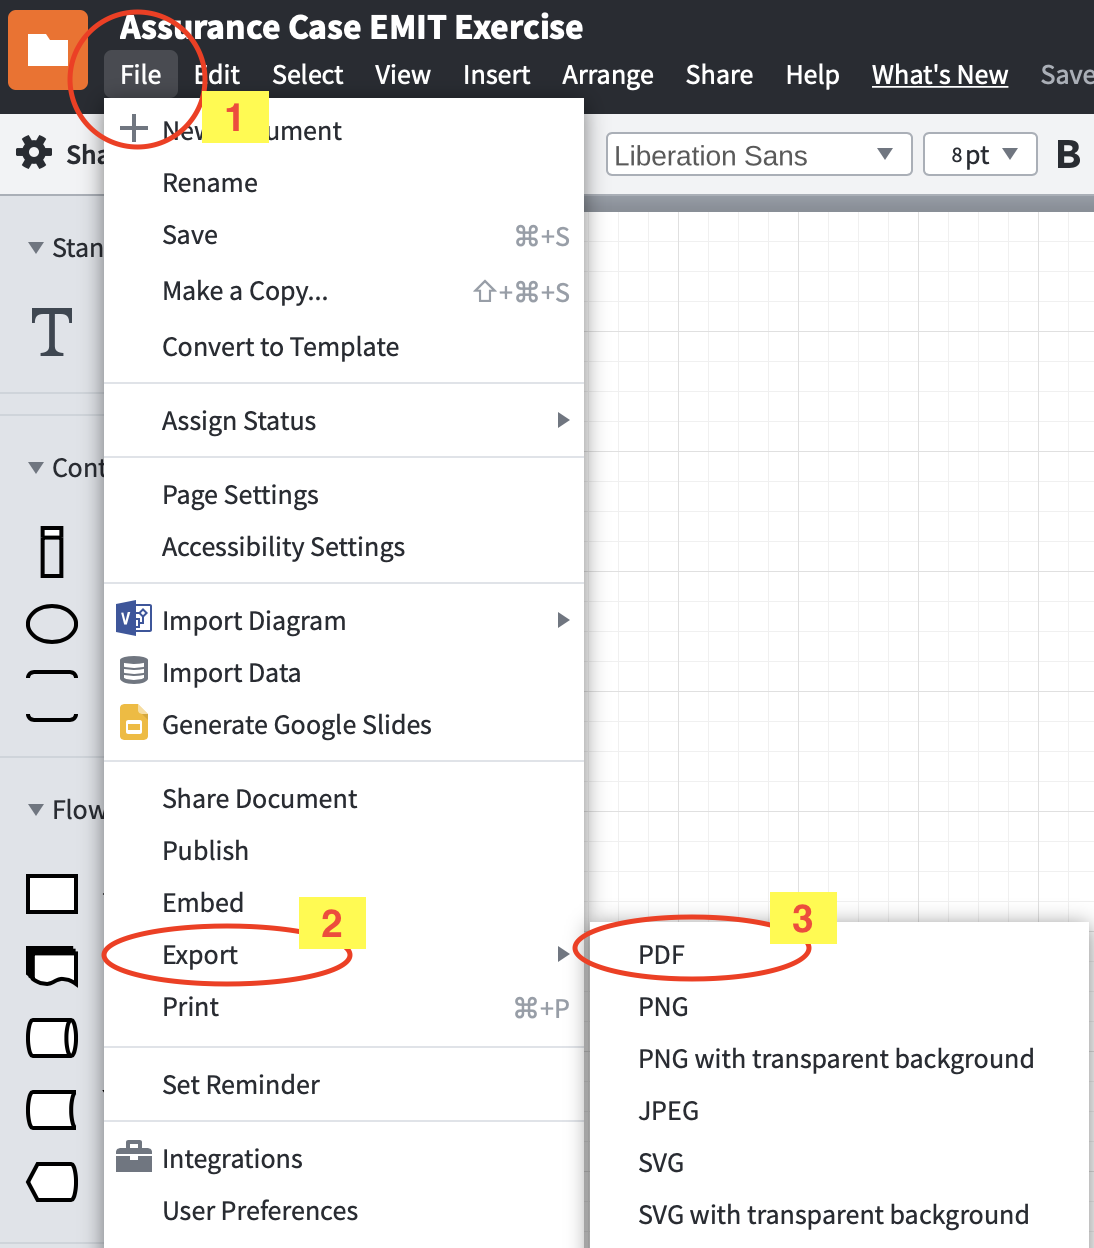 Assurance Case EMIT Exercise
File Edit Select View Insert Arrange Share Help What's New Save
1
New ument
Sha
Liberation Sans
8pt
B
Rename
Save ⌘+S
Stan
Make a Copy... ⇧+⌘+S
T
Convert to Template
Assign Status
Cont
Page Settings
Accessibility Settings
Import Diagram
Import Data
Generate Google Slides
Share Document
Flow
Publish
Embed
2
3
Export
PDF
Print ⌘+P
PNG
PNG with transparent background
Set Reminder
JPEG
Integrations
SVG
User Preferences
SVG with transparent background